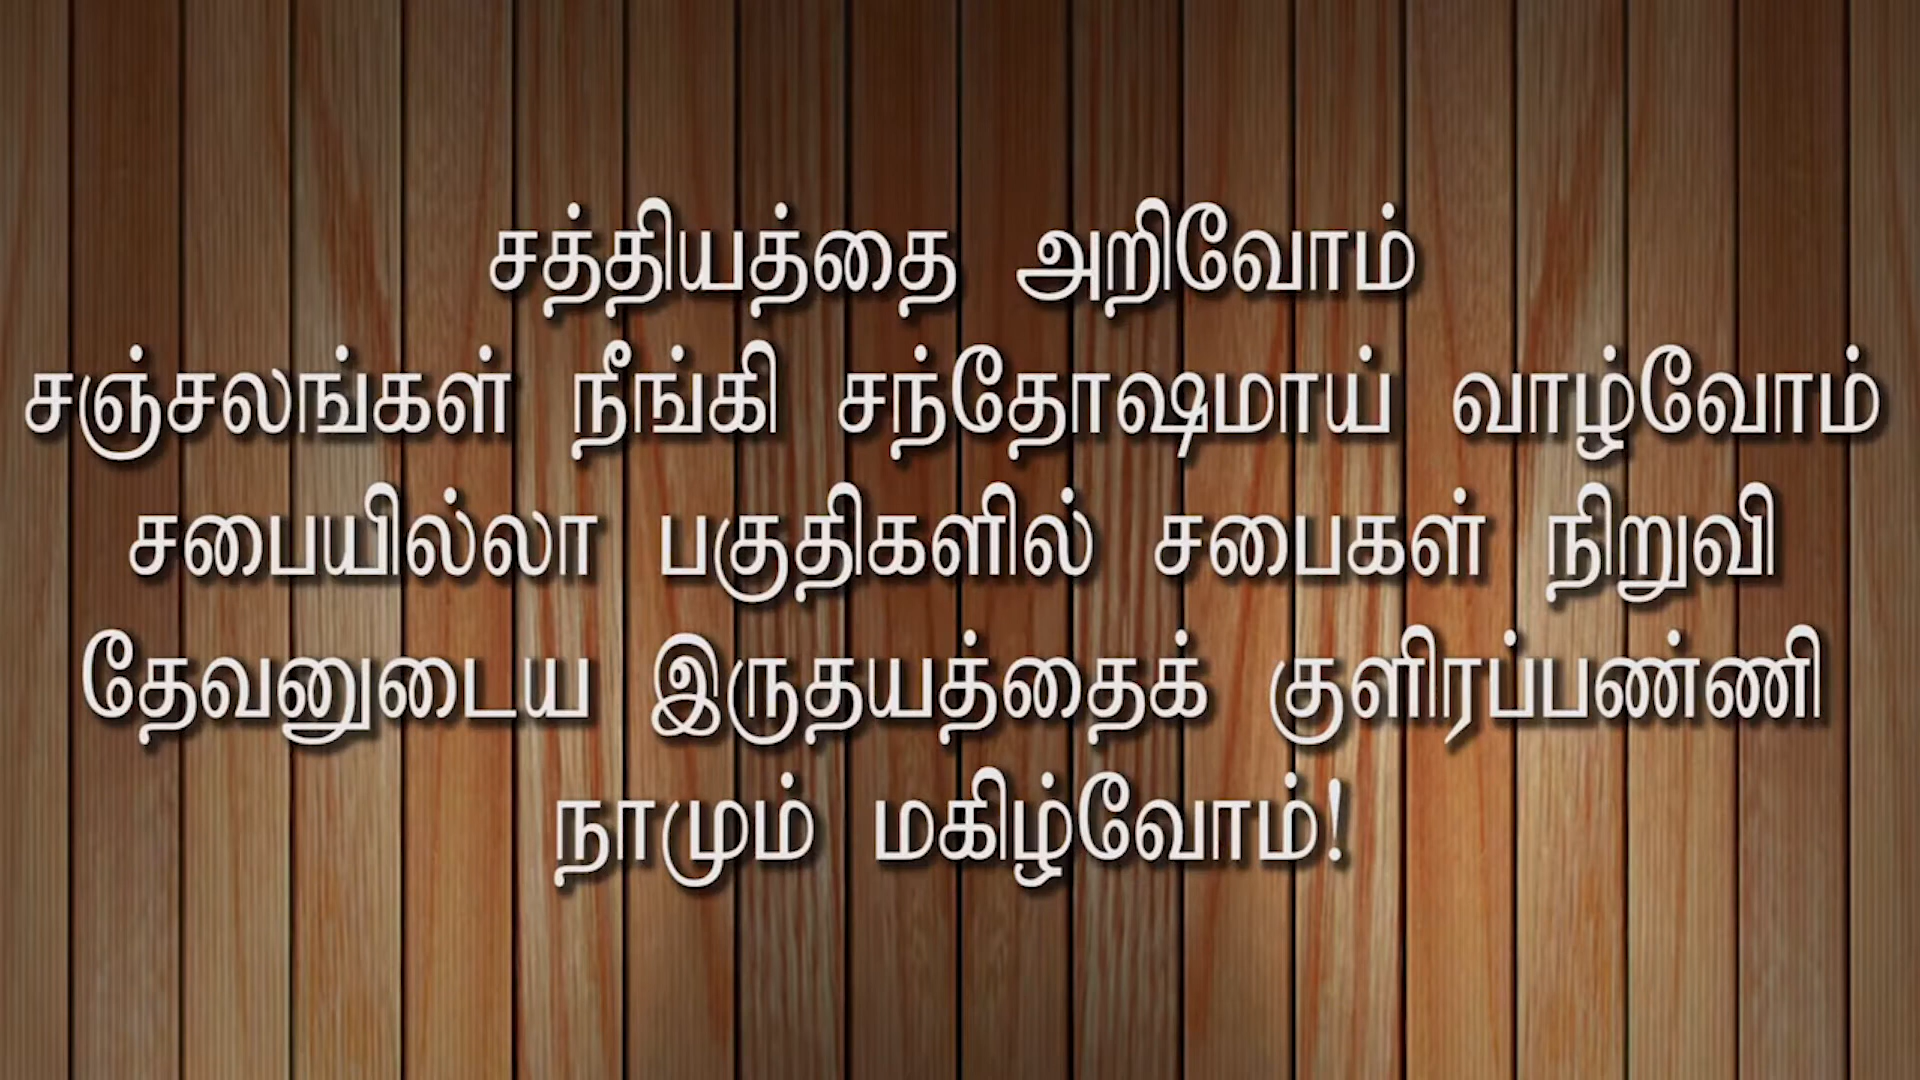 சத்தியத்தை அறிவோம்
சஞ்சலங்கள் நீங்கி சந்தோஷமாய் வாழ்வோம்
சபையில்லா பகுதிகளில் சபைகள் நிறுவி
தேவனுடைய இருதயத்தைக் குளிரப்பண்ணி
நாமும் மகிழ்வோம்!